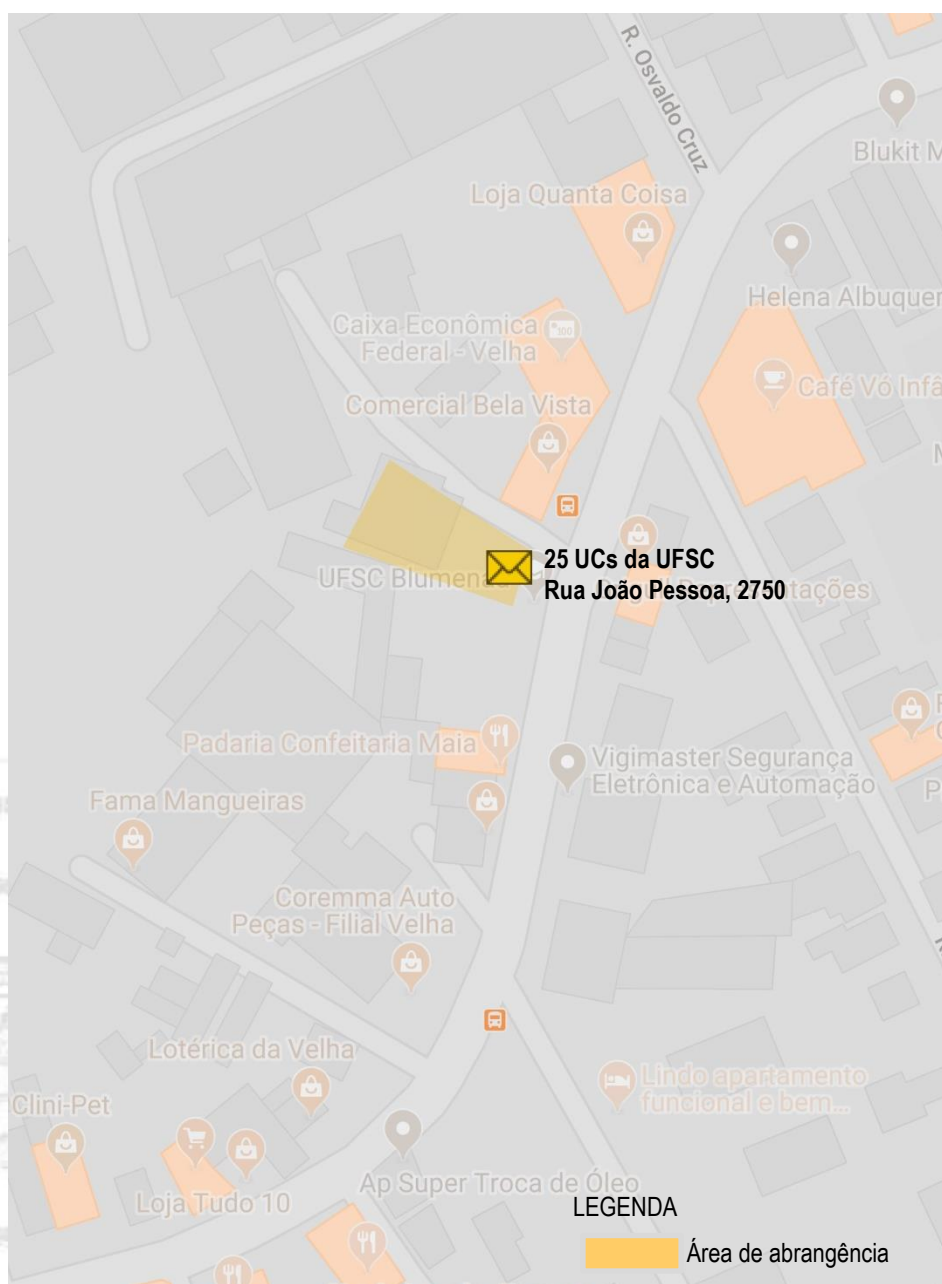 R. Osvaldo Cruz
Blukit M
Loja Quanta Coisa
Helena Albuquer
Caixa Econômica
Federal - Velha
Café Vó Infâ
Comercial Bela Vista
25 UCs da UFSC
UFSC Blumena
Rua João Pessoa, 2750
tações
Padaria Confeitaria Maia
Vigimaster Segurança
Eletrônica e Automação
P
Fama Mangueiras
Coremma Auto
Peças - Filial Velha
Lotérica da Velha
Lindo apartamento
funcional e bem...
Clini-Pet
Loja Tudo 10
Ap Super Troca de Óleo
LEGENDA
Área de abrangência